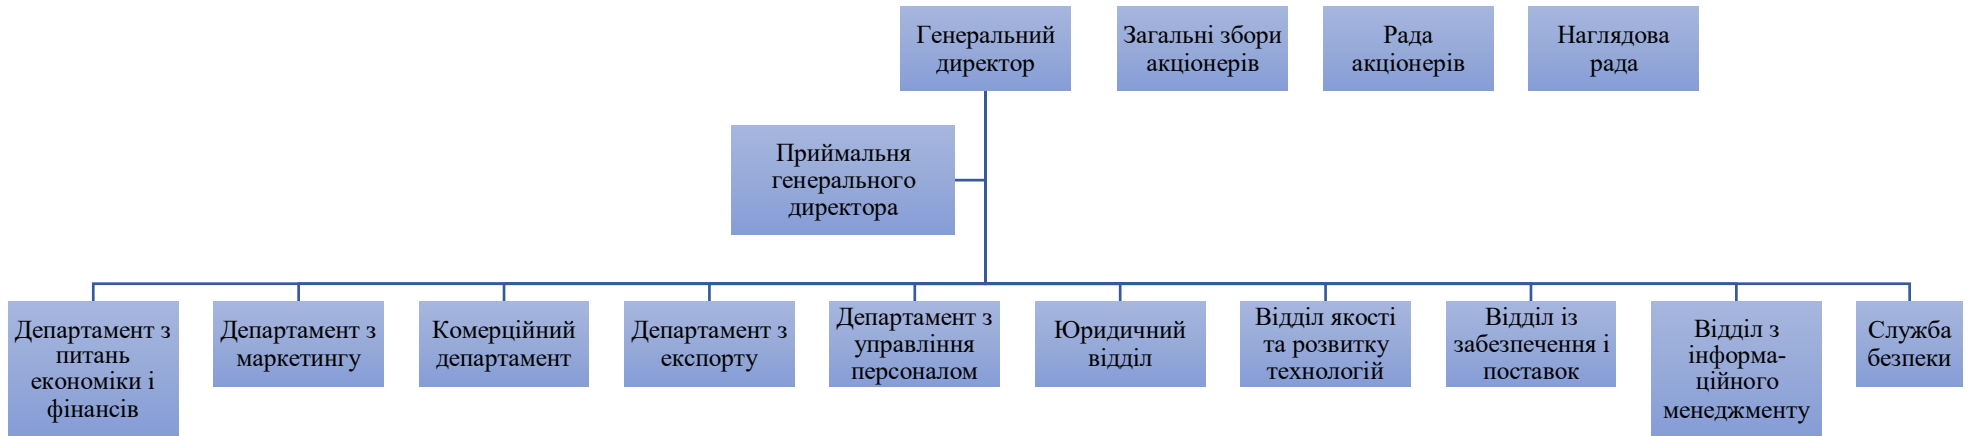 Генеральний
директор
Загальні збори
акціонерів
Рада
акціонерів
Наглядова
рада
Приймальня
генерального
директора
Департамент з
питань
економіки і
фінансів
Департамент з
маркетингу
Комерційний
департамент
Департамент з
експорту
Департамент з
управління
персоналом
Юридичний
відділ
Відділ якості
та розвитку
технологій
Відділ із
забезпечення і
поставок
Відділ з
інформа-
ційного
менеджменту
Служба
безпеки